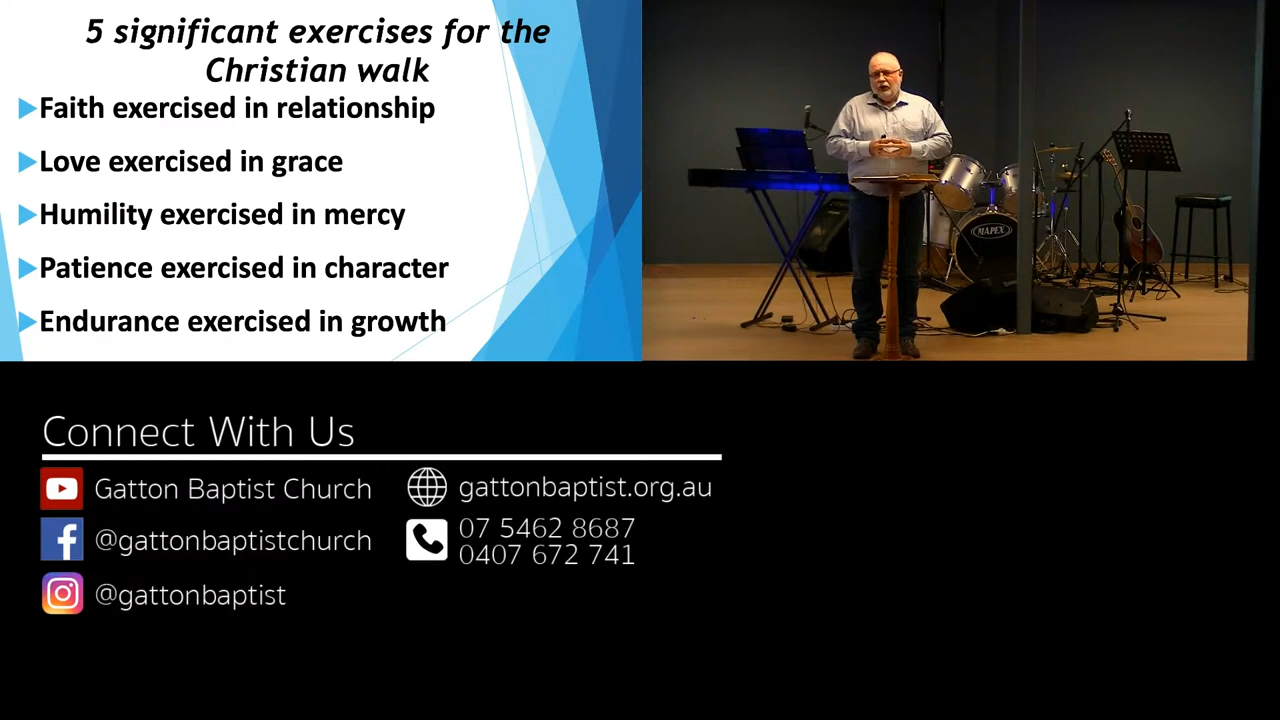 5 significant exercises for the
Christian walk
Faith exercised in relationship
Love exercised in grace
Humility exercised in mercy
Patience exercised in character
Endurance exercised in growth
MAPEX
Connect With Us
Gatton Baptist Church
@gattonbaptistchurch
@gattonbaptist
gattonbaptist.org.au
07 5462 8687
0407 672 741